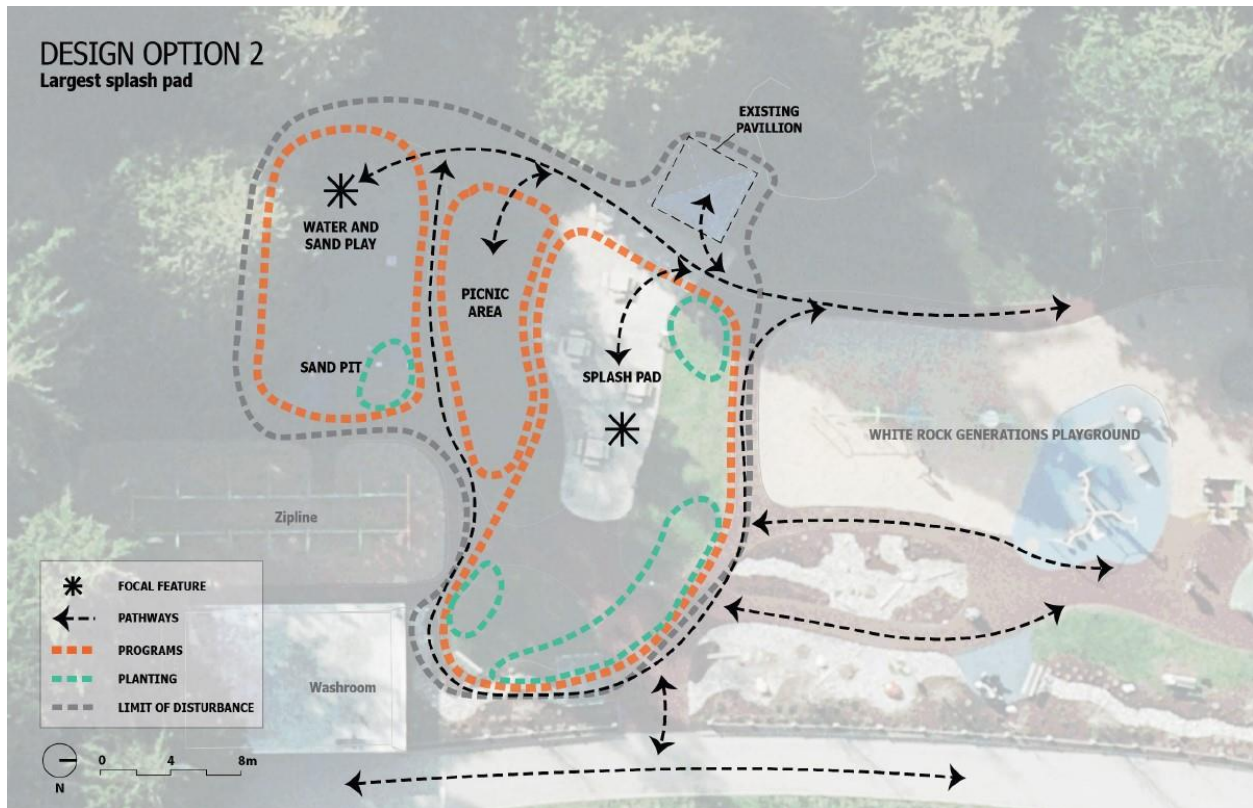 DESIGN OPTION 2
Largest splash pad
EXISTING
PAVILLION
WATER AND
SAND PLAY
PICNIC
AREA
SAND PIT
SPLASH PAD
WHITE ROCK GENERATIONS PLAYGROUND
Zipline
FOCAL FEATURE
PATHWAYS
PROGRAMS
PLANTING
LIMIT OF DISTURBANCE
Washroom
N
0 4 8m